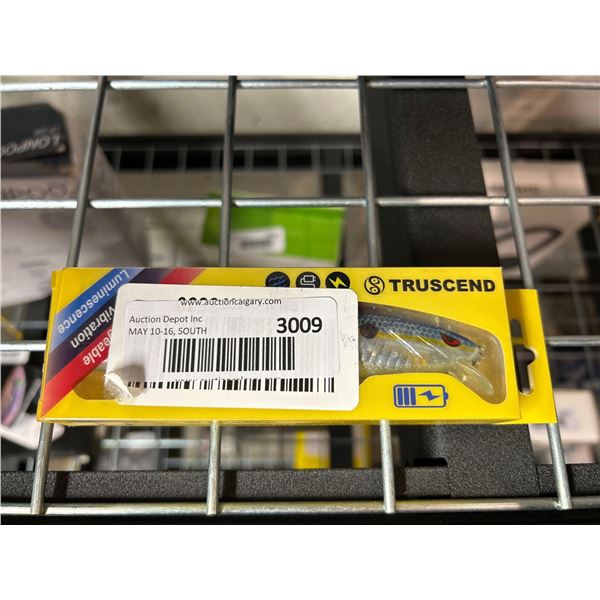 Luminescence
Vibration
TRUSCEND
www.auctioncalgary.com
Auction Depot Inc
MAY 10-16, SOUTH
3009